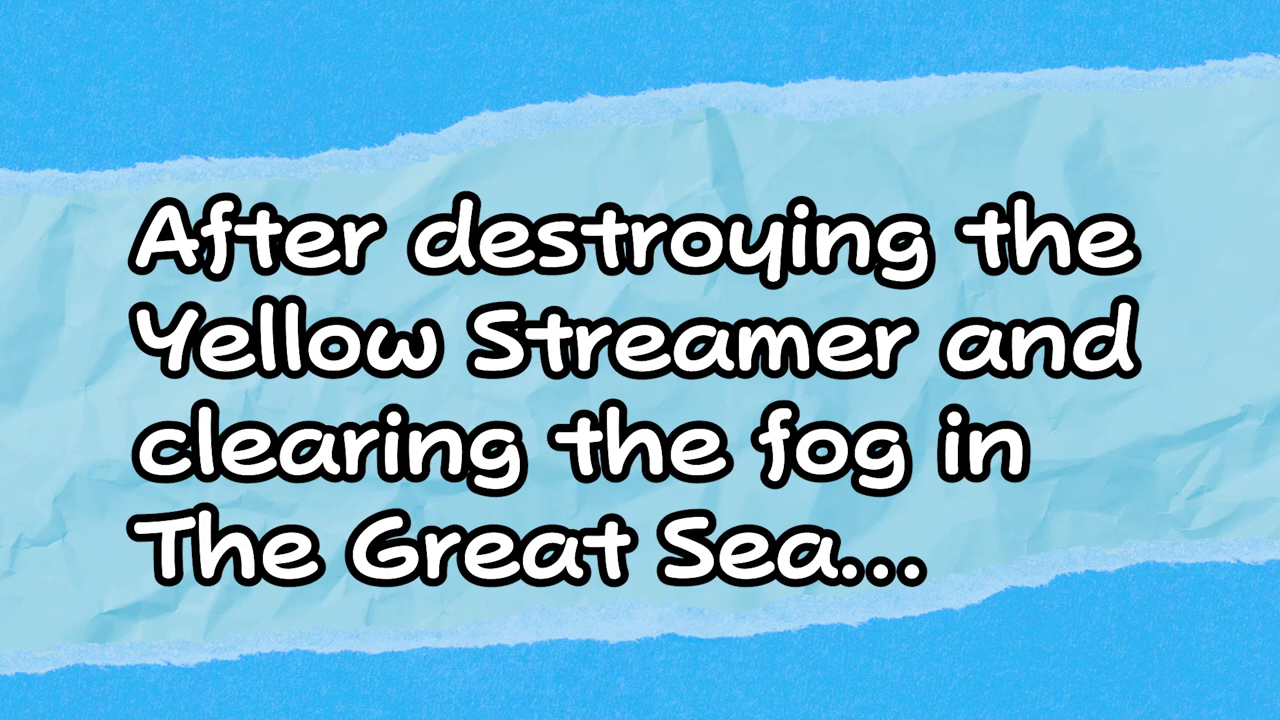 After destroying the
Yellow Streamer and
clearing the fog in
The Great Sea...